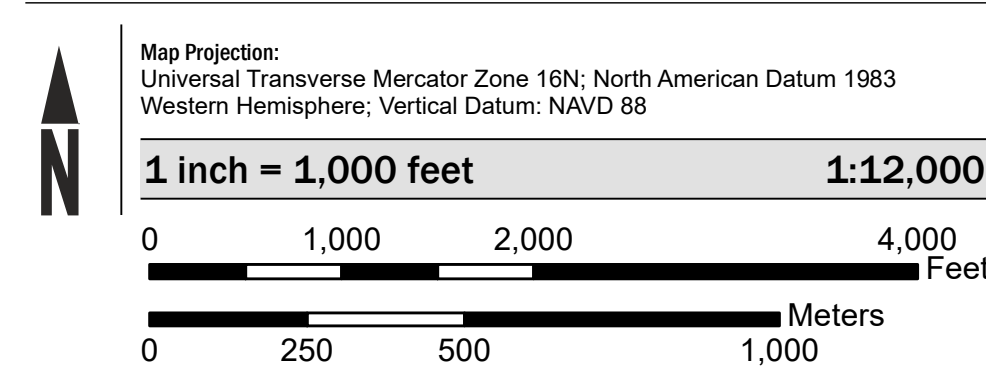 Map Projection:
Universal Transverse Mercator Zone 16N; North American Datum 1983
Western Hemisphere; Vertical Datum: NAVD 88
N
1 inch = 1,000 feet 1:12,000
0 1,000 2,000 4,000
Feet
Meters
0 250 500 1,000